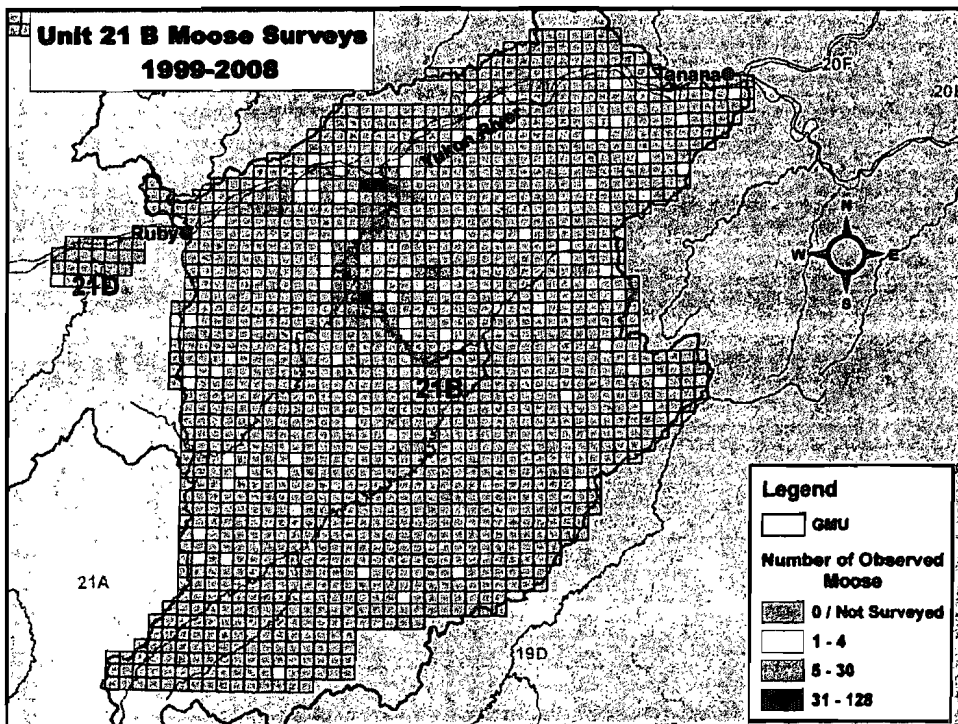 Unit 21 B Moose Surveys
1999-2008
Tanana
20F
Yukon River
Ruby
21D
N
W
E
S
21B
21A
19D
Legend
GMU
Number of Observed
Moose
0 / Not Surveyed
1 - 4
5 - 30
31 - 128